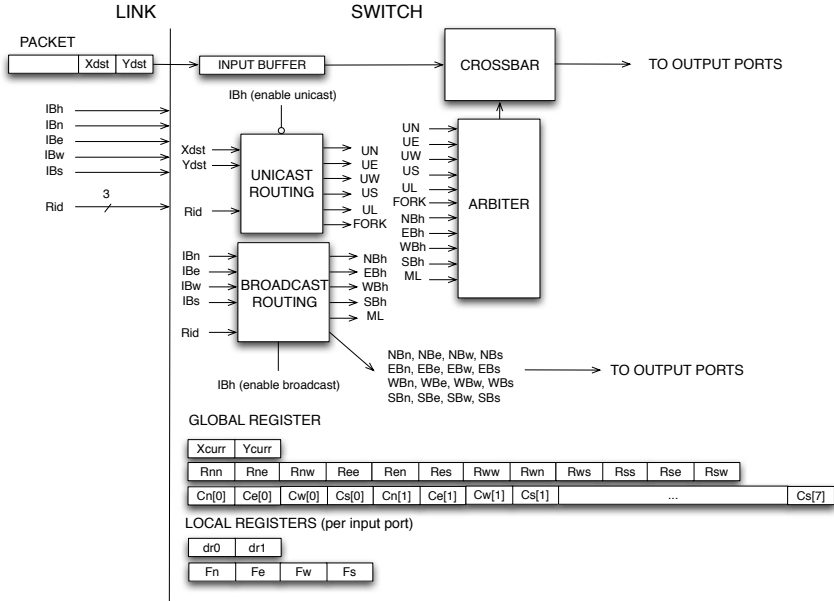 LINK SWITCH
PACKET
Xdst Ydst
INPUT BUFFER
CROSSBAR
TO OUTPUT PORTS
IBh
IBn
IBe
IBw
IBs
Rid 3
IBh (enable unicast)
Xdst
Ydst
Rid
UNICAST
ROUTING
UN
UE
UW
US
UL
FORK
IBn
IBe
IBw
IBs
Rid
BROADCAST
ROUTING
NBh
EBh
WBh
SBh
ML
IBh (enable broadcast)
UN
UE
UW
US
UL
FORK
NBh
EBh
WBh
SBh
ML
ARBITER
NBn, NBe, NBw, NBs
EBn, EBe, EBw, EBs
WBn, WBe, WBw, WBs
SBn, SBe, SBw, SBs
TO OUTPUT PORTS
GLOBAL REGISTER
Xcurr Ycurr
Rnn Rne Rnw Ree Ren Res Rww Rwn Rws Rss Rse Rsw
Cn[0] Ce[0] Cw[0] Cs[0] Cn[1] Ce[1] Cw[1] Cs[1] ... Cs[7]
LOCAL REGISTERS (per input port)
dr0 dr1
Fn Fe Fw Fs